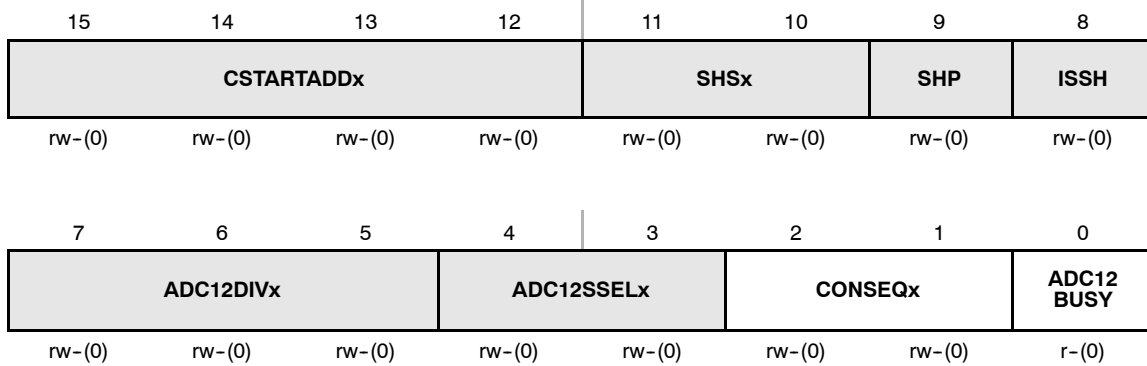 15 14 13 12 11 10 9 8
CSTARTADDx SHSx SHP ISSH
rw-(0) rw-(0) rw-(0) rw-(0) rw-(0) rw-(0) rw-(0) rw-(0)
7 6 5 4 3 2 1 0
ADC12DIVx ADC12SSELx CONSEQx ADC12
BUSY
rw-(0) rw-(0) rw-(0) rw-(0) rw-(0) rw-(0) rw-(0) r-(0)